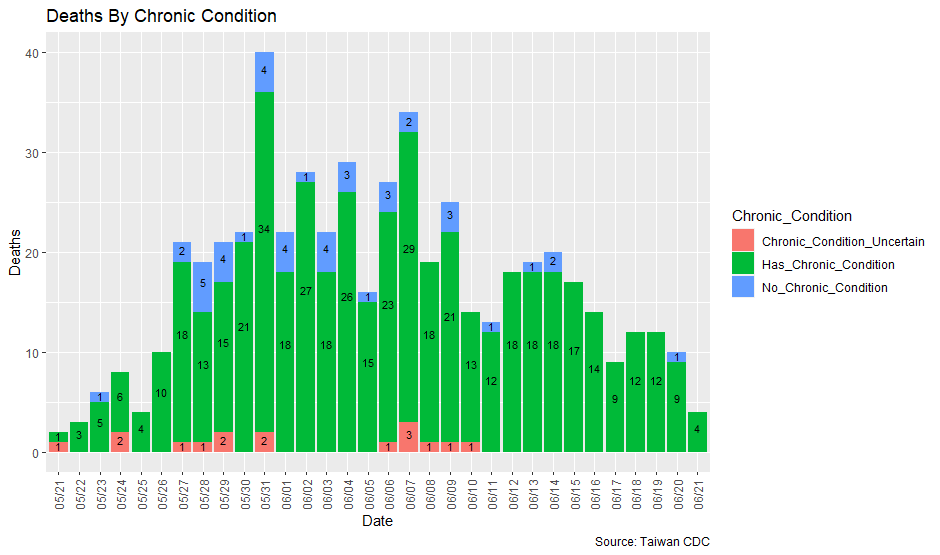 Deaths By Chronic Condition
40
30
20
10
0
Deaths
1 1
3
1 5
6 2
4
10
2 18 1
5 13 1
4 15 2
1 21
4 34 2
4 18
1 27
4 18
3 26
1 15
3 23 1
2 29 3
18 1
3 21 1
13 1
1 12
18
1 18
2 18
17
14
9
12
12
1 9
4
05/21 05/22 05/23 05/24 05/25 05/26 05/27 05/28 05/29 05/30 05/31 06/01 06/02 06/03 06/04 06/05 06/06 06/07 06/08 06/09 06/10 06/11 06/12 06/13 06/14 06/15 06/16 06/17 06/18 06/19 06/20 06/21
Date
Chronic_Condition
Chronic_Condition_Uncertain
Has_Chronic_Condition
No_Chronic_Condition
Source: Taiwan CDC